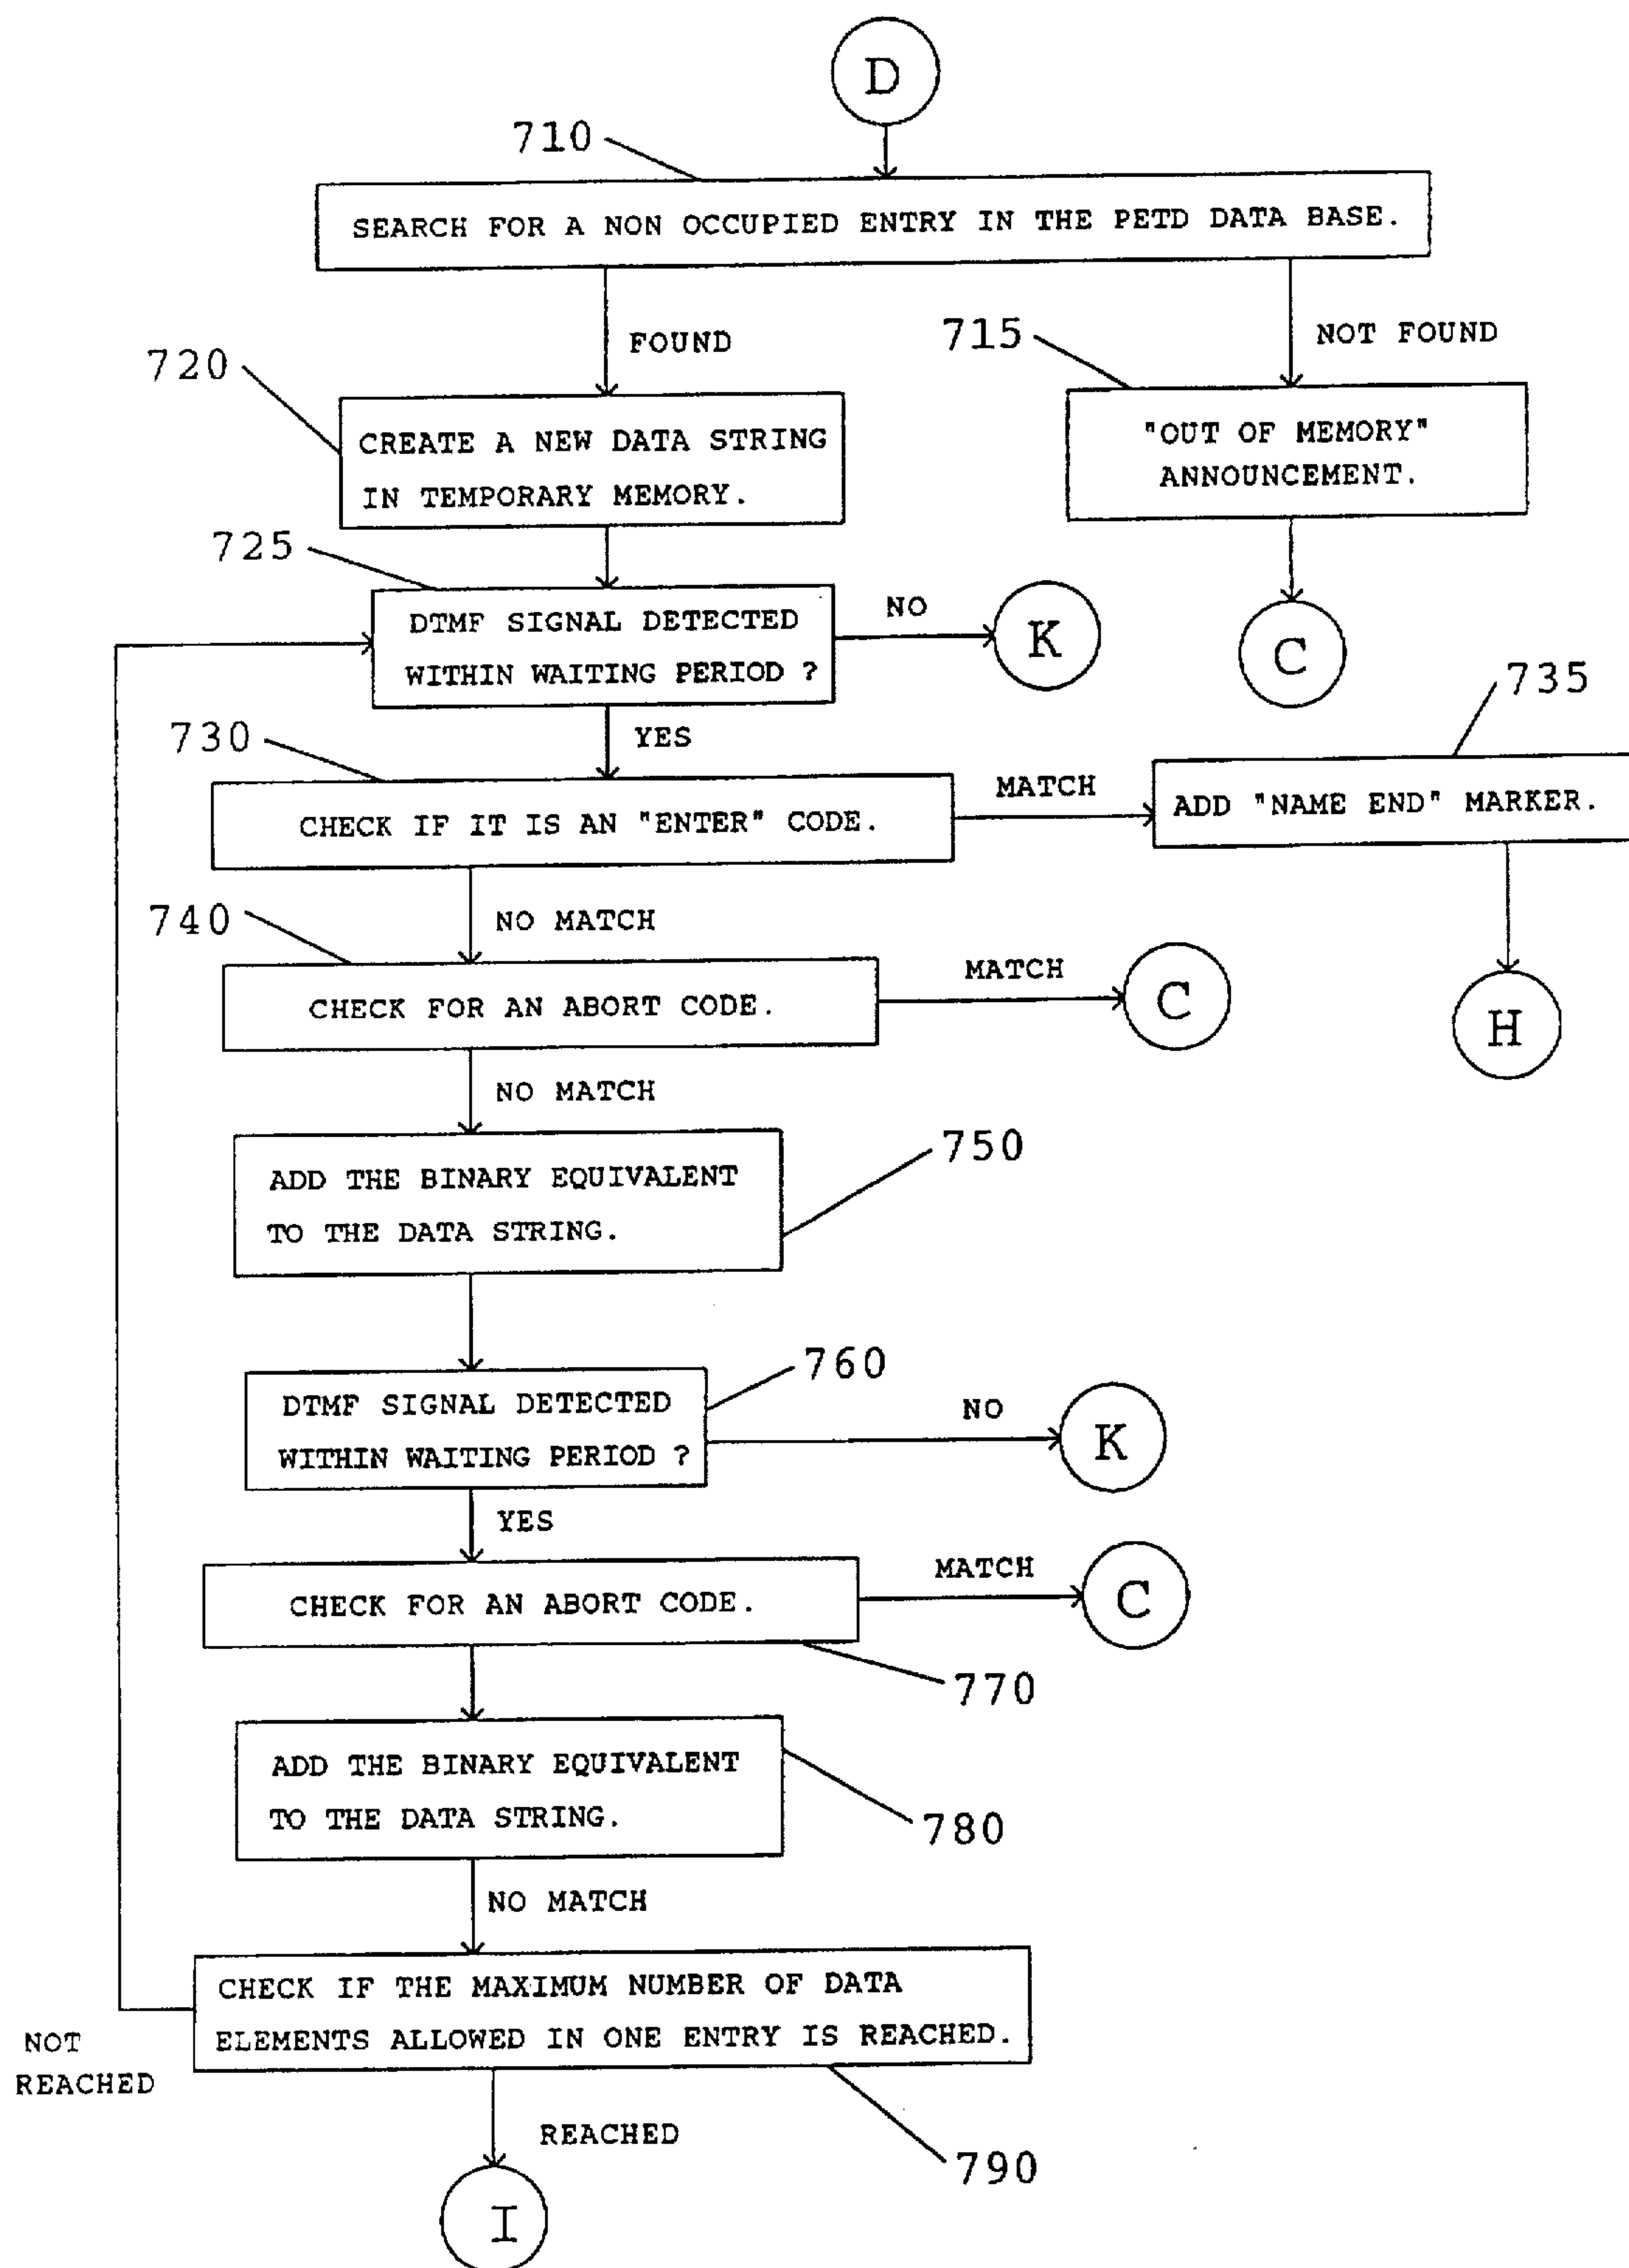 D
710
SEARCH FOR A NON OCCUPIED ENTRY IN THE PETD DATA BASE.
FOUND
715
NOT FOUND
720
CREATE A NEW DATA STRING
IN TEMPORARY MEMORY.
"OUT OF MEMORY"
ANNOUNCEMENT.
725
DTMF SIGNAL DETECTED
WITHIN WAITING PERIOD ?
NO
K
C
735
730
YES
CHECK IF IT IS AN "ENTER" CODE.
MATCH
ADD "NAME END" MARKER.
740
NO MATCH
CHECK FOR AN ABORT CODE.
MATCH
C
H
NO MATCH
750
ADD THE BINARY EQUIVALENT
TO THE DATA STRING.
760
DTMF SIGNAL DETECTED
WITHIN WAITING PERIOD ?
NO
K
YES
CHECK FOR AN ABORT CODE.
MATCH
C
770
ADD THE BINARY EQUIVALENT
TO THE DATA STRING.
780
NO MATCH
CHECK IF THE MAXIMUM NUMBER OF DATA
ELEMENTS ALLOWED IN ONE ENTRY IS REACHED.
NOT
REACHED
REACHED
790
I